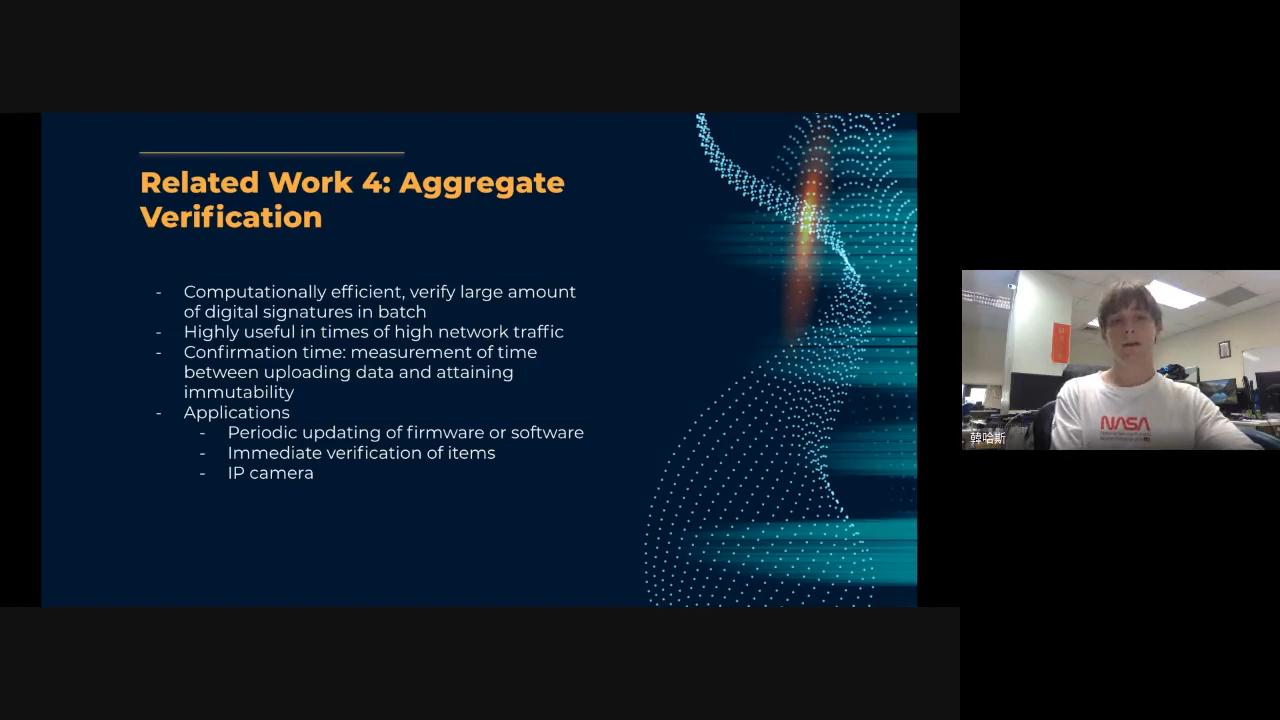 Related Work 4: Aggregate
Verification
- Computationally efficient, verify large amount
of digital signatures in batch
- Highly useful in times of high network traffic
- Confirmation time: measurement of time
between uploading data and attaining
immutability
- Applications
- Periodic updating of firmware or software
- Immediate verification of items
- IP camera
NASA
韓哈斯